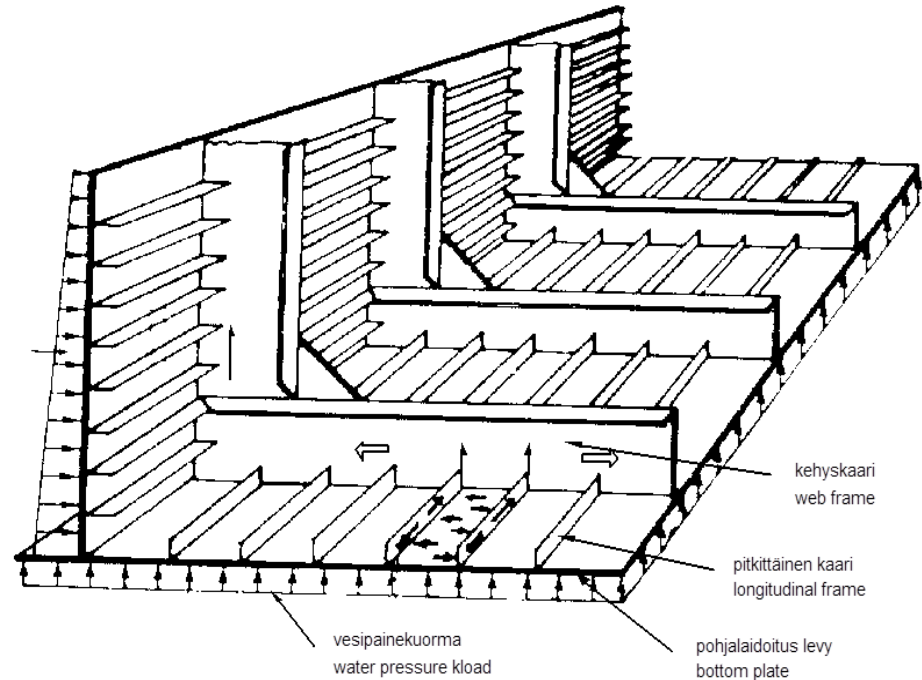 kehyskaari
web frame
pitkittäinen kaari
longitudinal frame
vesipainekuorma
water pressure kload
pohjalaidoitus levy
bottom plate